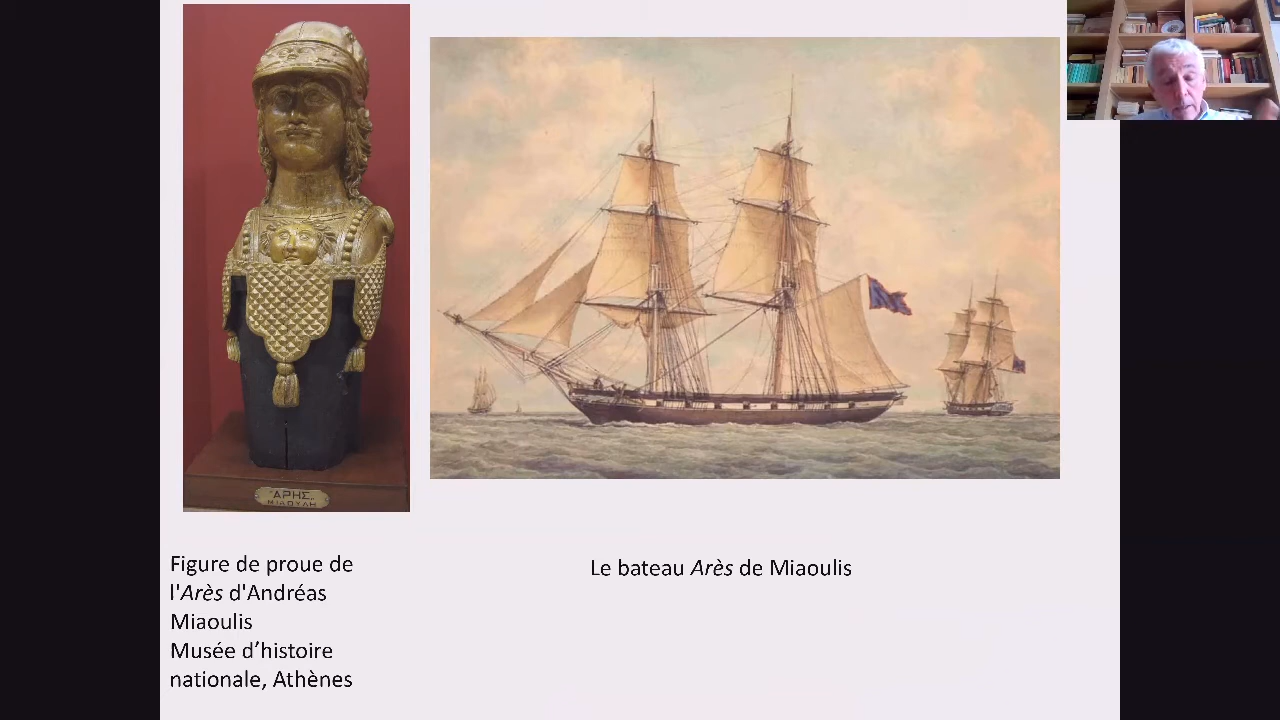 "ΑΡΗΣ"
ΜΙΑΟΥΛΗ
Figure de proue de
l'Arès d'Andréas
Miaoulis
Musée d’histoire
nationale, Athènes
Le bateau Arès de Miaoulis